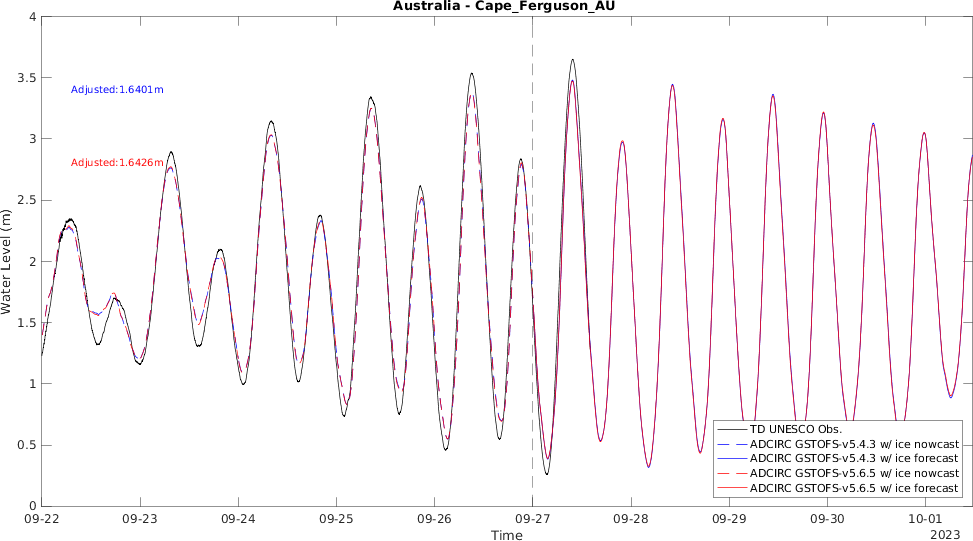 Australia - Cape_Ferguson_AU
4
3.5
3
2.5
2
1.5
1
0.5
0
Water Level (m)
Adjusted:1.6401m
Adjusted:1.6426m
TD UNESCO Obs.
ADCIRC GSTOFS-v5.4.3 w/ ice nowcast
ADCIRC GSTOFS-v5.4.3 w/ ice forecast
ADCIRC GSTOFS-v5.6.5 w/ ice nowcast
ADCIRC GSTOFS-v5.6.5 w/ ice forecast
09-22 09-23 09-24 09-25 09-26 09-27 09-28 09-29 09-30 10-01
2023
Time